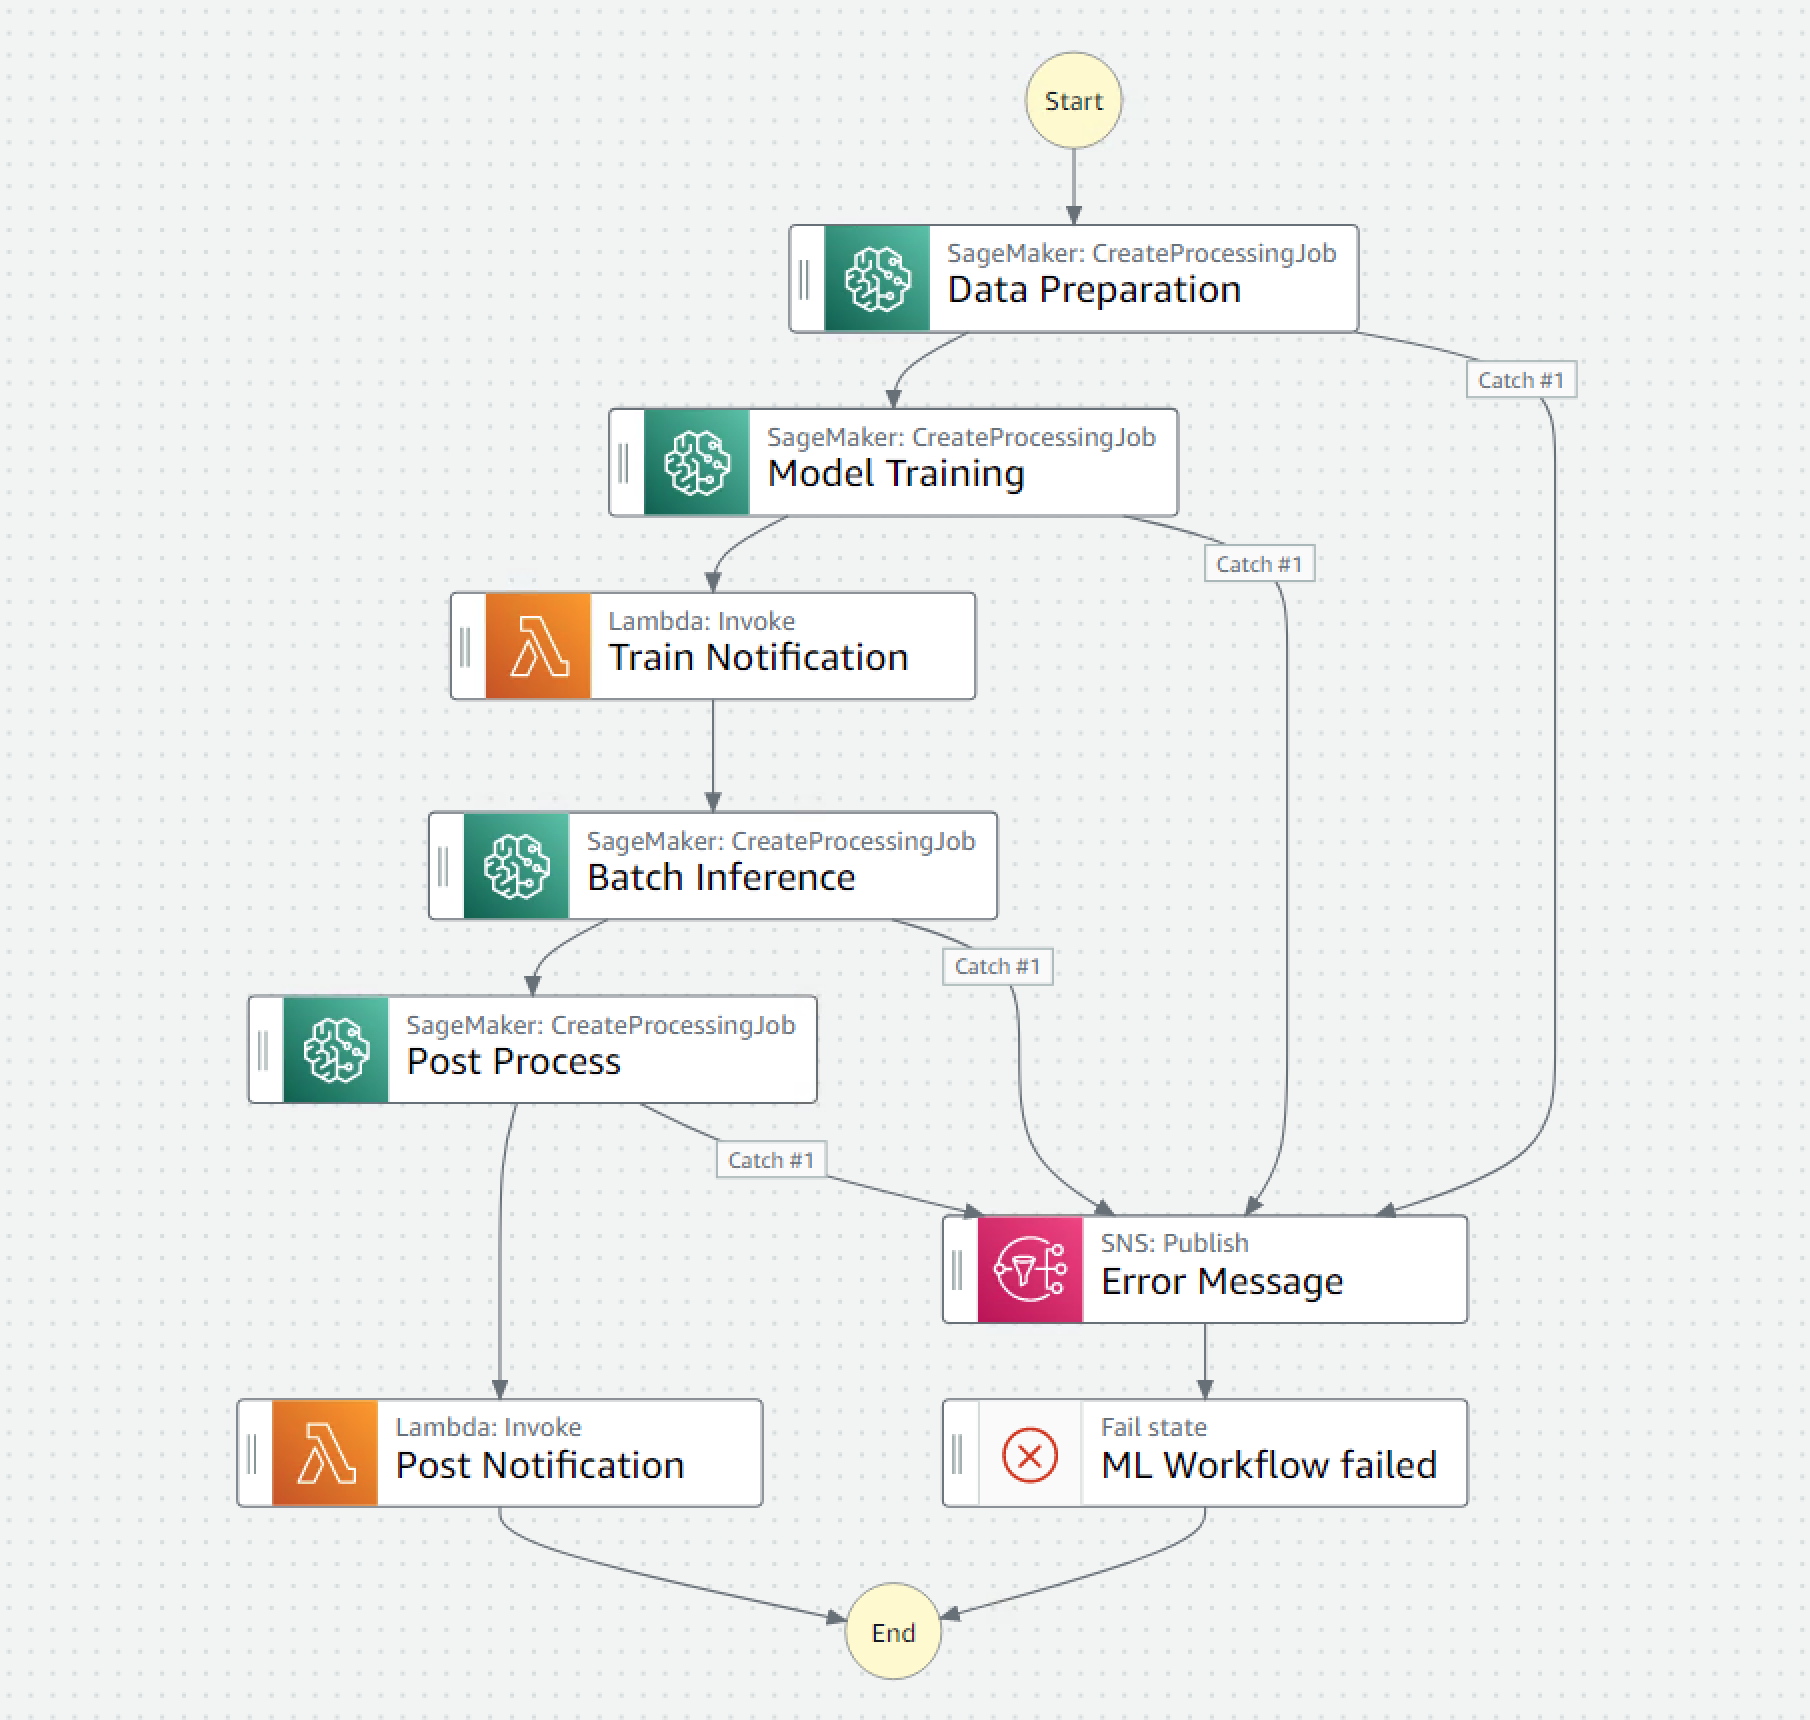 Start
SageMaker: CreateProcessingJob
Data Preparation
Catch #1
SageMaker: CreateProcessingJob
Model Training
Catch #1
Lambda: Invoke
Train Notification
SageMaker: CreateProcessingJob
Batch Inference
Catch #1
SageMaker: CreateProcessingJob
Post Process
Catch #1
SNS: Publish
Error Message
Lambda: Invoke
Post Notification
Fail state
ML Workflow failed
End